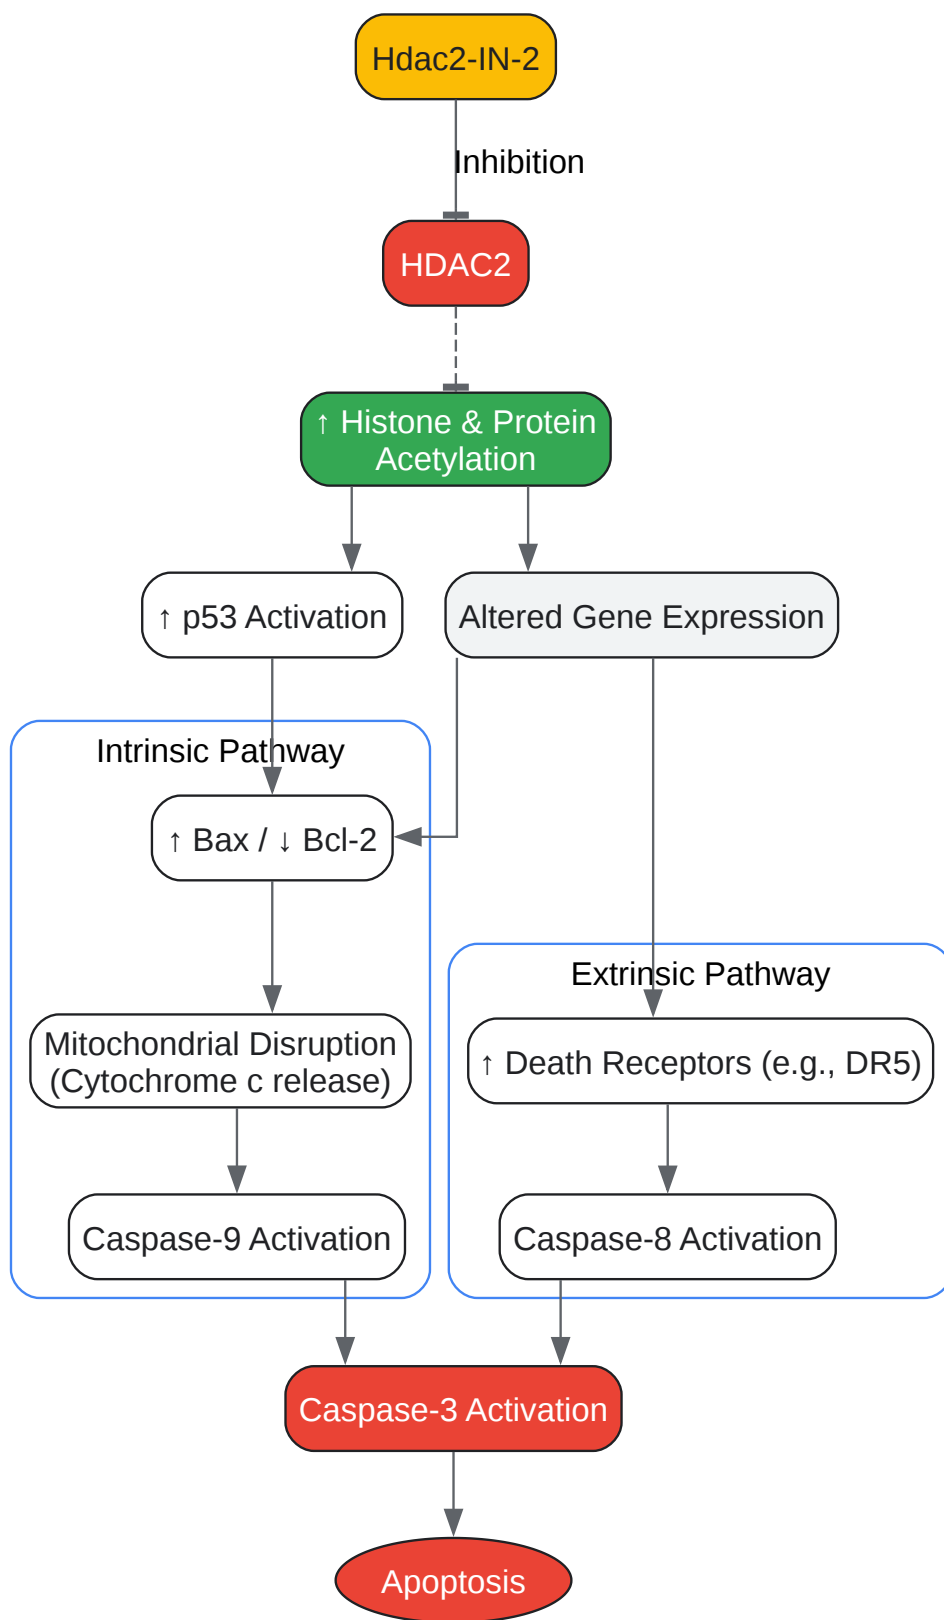 Hdac2-IN-2
Inhibition
HDAC2
↑ Histone & Protein
Acetylation
↑ p53 Activation
Altered Gene Expression
Intrinsic Pathway
↑ Bax / ↓ Bcl-2
Extrinsic Pathway
Mitochondrial Disruption
(Cytochrome c release)
↑ Death Receptors (e.g., DR5)
Caspase-9 Activation
Caspase-8 Activation
Caspase-3 Activation
Apoptosis